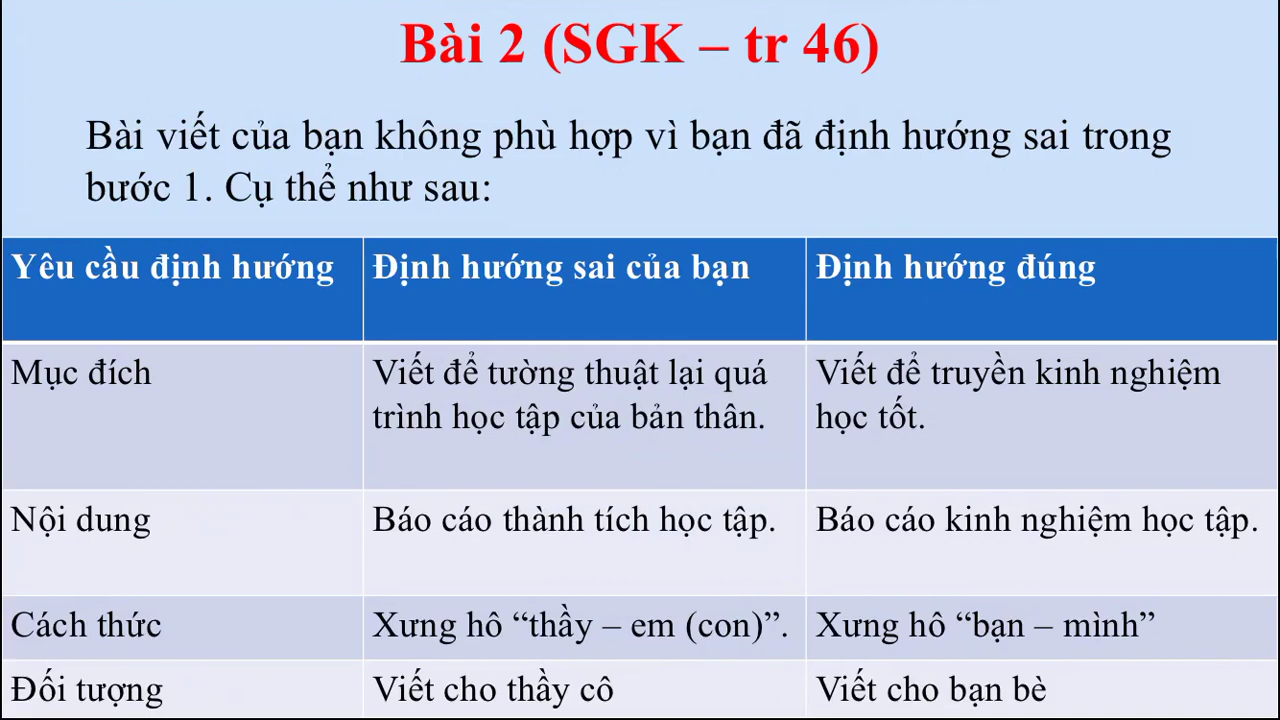 Bài 2 (SGK – tr 46)
Bài viết của bạn không phù hợp vì bạn đã định hướng sai trong
bước 1. Cụ thể như sau:
Yêu cầu định hướng
Định hướng sai của bạn
Định hướng đúng
Mục đích
Viết để tường thuật lại quá
trình học tập của bản thân.
Viết để truyền kinh nghiệm
học tốt.
Nội dung
Báo cáo thành tích học tập.
Báo cáo kinh nghiệm học tập.
Cách thức
Xưng hô “thầy – em (con)”.
Xưng hô “bạn – mình”
Đối tượng
Viết cho thầy cô
Viết cho bạn bè